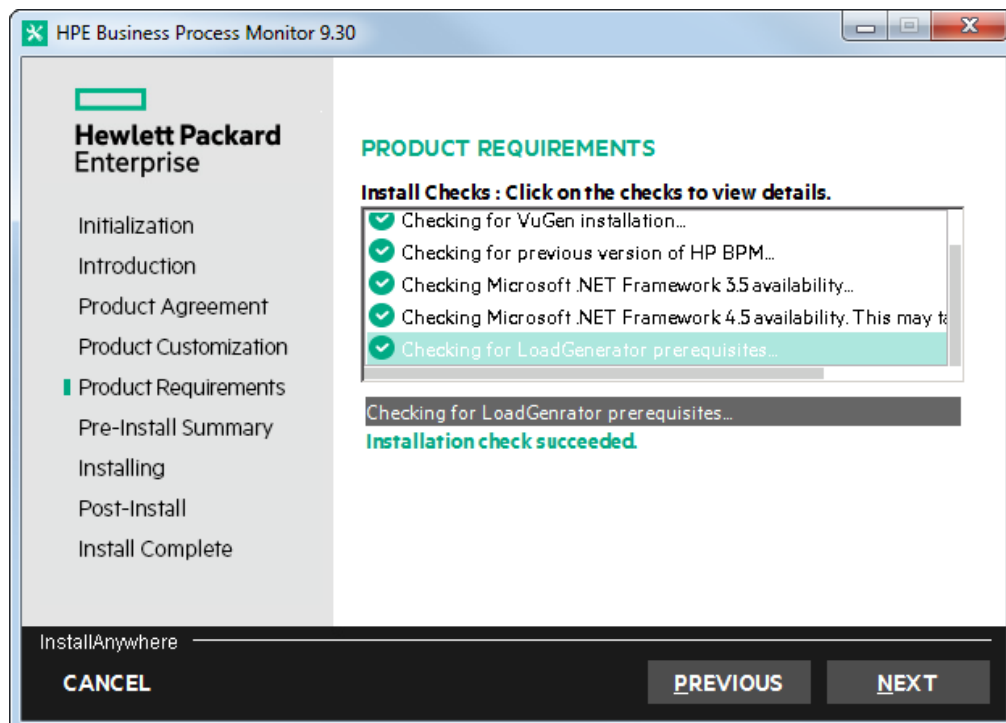 HPE Business Process Monitor 9.30
Hewlett Packard
Enterprise
Initialization
Introduction
Product Agreement
Product Customization
Product Requirements
Pre-Install Summary
Installing
Post-Install
Install Complete
PRODUCT REQUIREMENTS
Install Checks : Click on the checks to view details.
Checking for VuGen installation...
Checking for previous version of HP BPM...
Checking Microsoft .NET Framework 3.5 availability...
Checking Microsoft .NET Framework 4.5 availability. This may ta
Checking for LoadGenerator prerequisites...
Checking for LoadGenrator prerequisites...
Installation check succeeded.
InstallAnywhere
CANCEL
PREVIOUS
NEXT